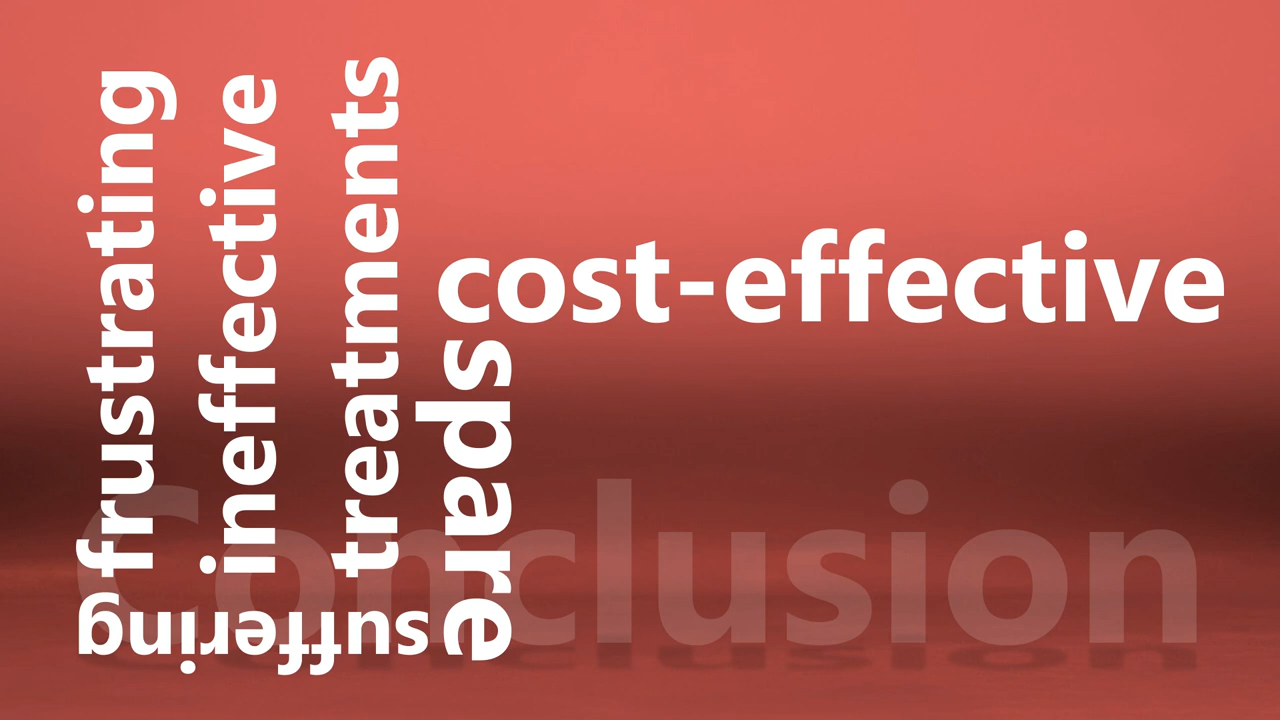 frustrating
ineffective
treatments
cost-effective
spare
suffering
Conclusion